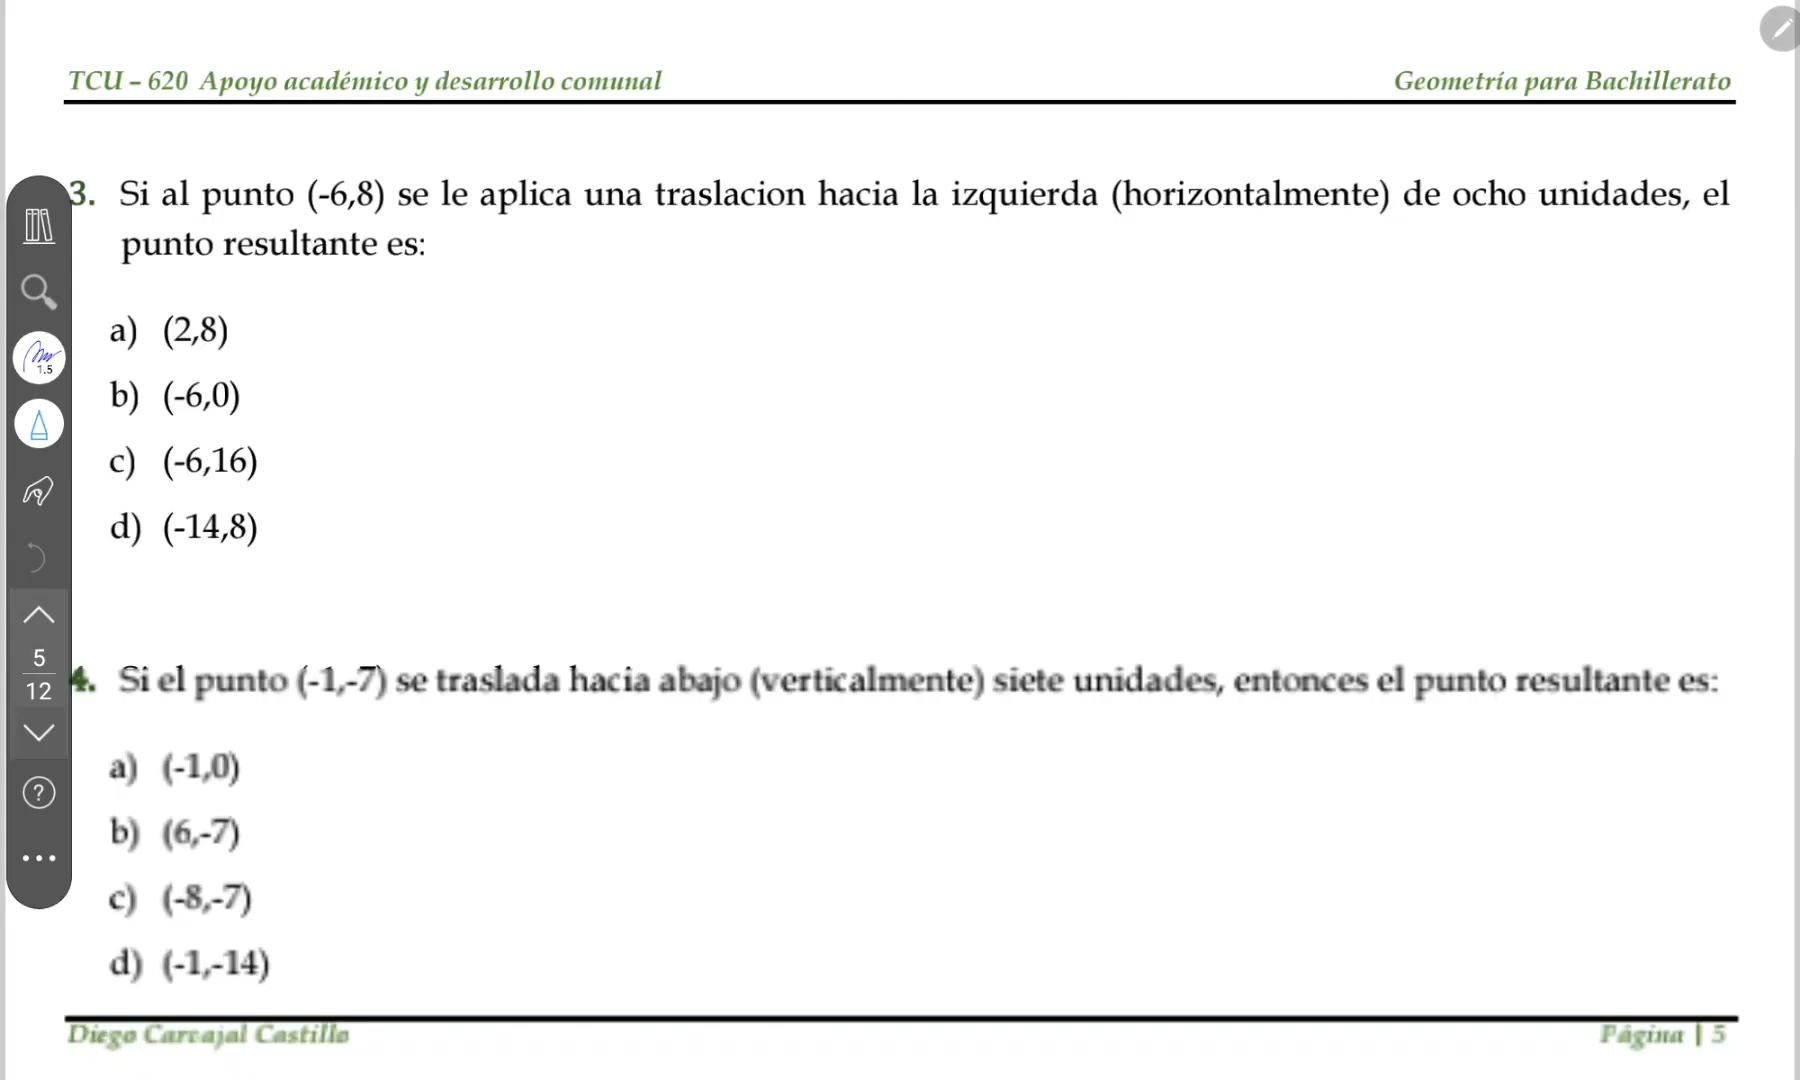 TCU – 620 Apoyo académico y desarrollo comunal
Geometría para Bachillerato
3. Si al punto (-6,8) se le aplica una traslacion hacia la izquierda (horizontalmente) de ocho unidades, el
punto resultante es:
a) (2,8)
b) (-6,0)
c) (-6,16)
d) (-14,8)
1.5
5
12
4. Si el punto (-1,-7) se traslada hacia abajo (verticalmente) siete unidades, entonces el punto resultante es:
a) (-1,0)
b) (6,-7)
c) (-8,-7)
d) (-1,-14)
Diego Carvajal Castillo
Página | 5